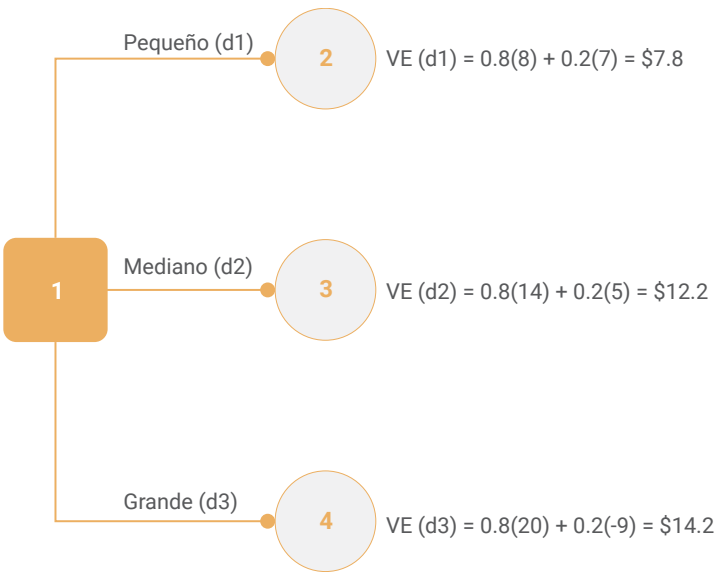 Pequeño (d1)
2
VE (d1) = 0.8(8) + 0.2(7) = $7.8
1
Mediano (d2)
3
VE (d2) = 0.8(14) + 0.2(5) = $12.2
Grande (d3)
4
VE (d3) = 0.8(20) + 0.2(-9) = $14.2